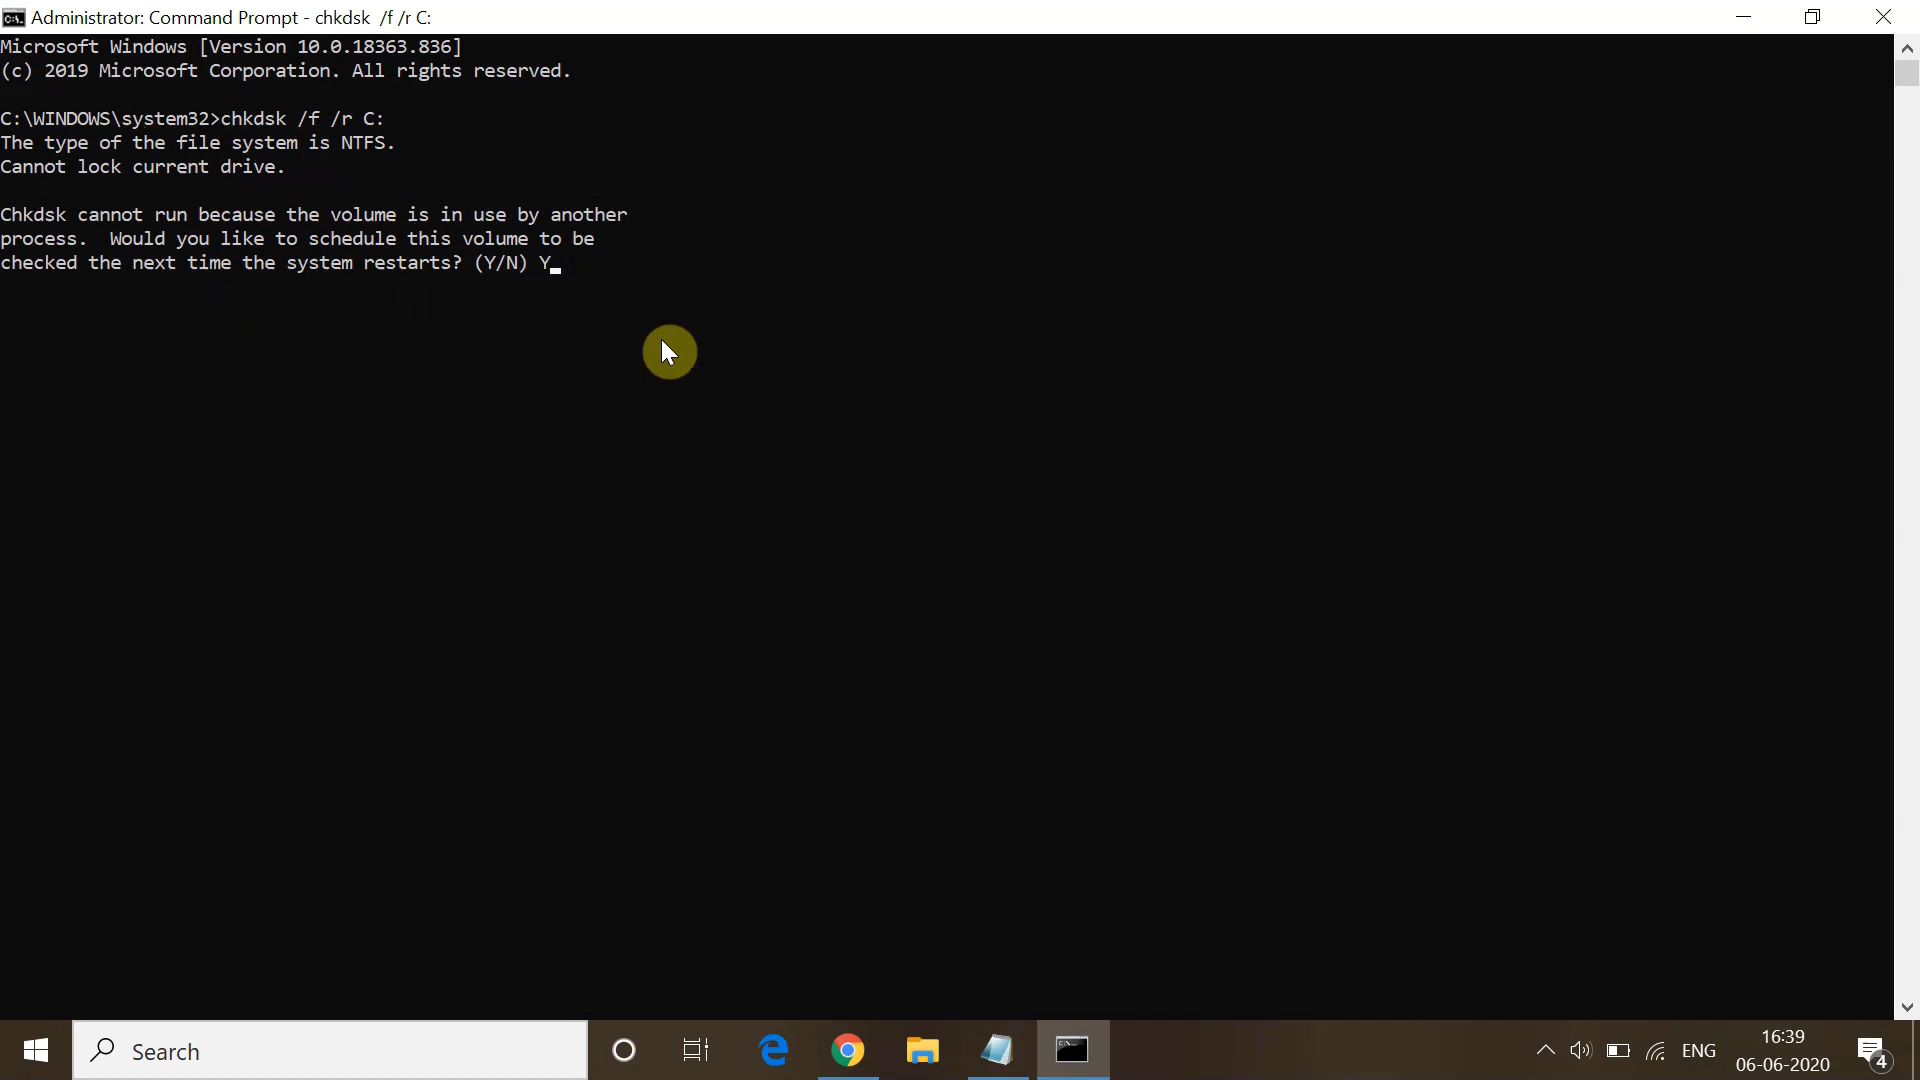 Administrator: Command Prompt - chkdsk  /f /r C:
Microsoft Windows [Version 10.0.18363.836]
(c) 2019 Microsoft Corporation. All rights reserved.
C:\WINDOWS\system32>chkdsk /f /r C:
The type of the file system is NTFS.
Cannot lock current drive.
Chkdsk cannot run because the volume is in use by another
process.  Would you like to schedule this volume to be
checked the next time the system restarts? (Y/N) Y
Search
ENG
16:39
06-06-2020
4